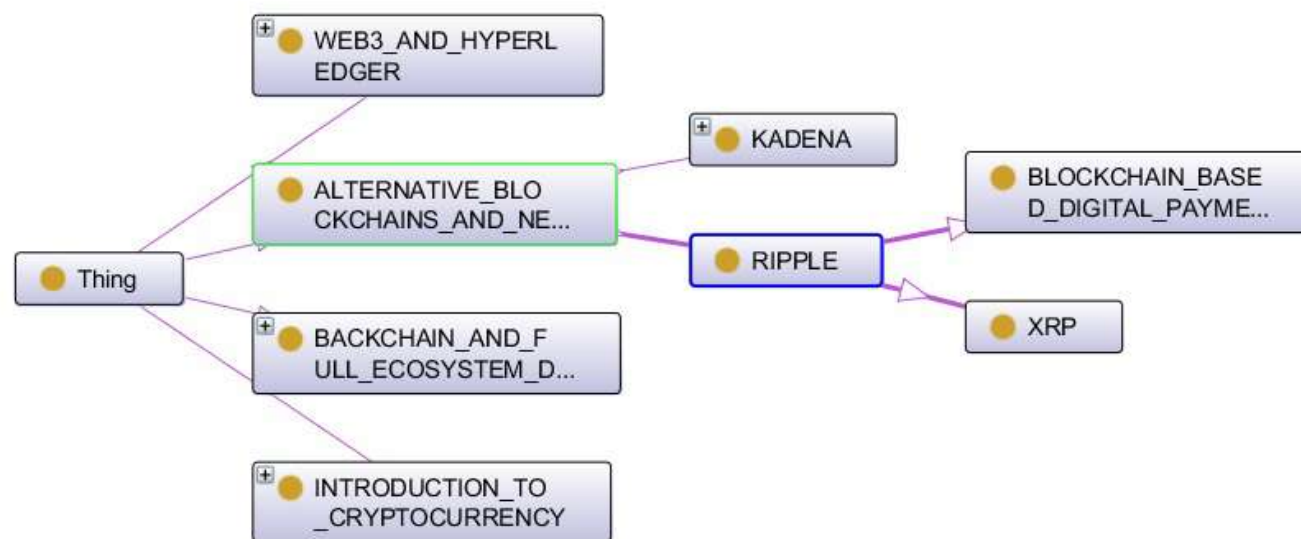 WEB3_AND_HYPERL
EDGER
KADENA
ALTERNATIVE_BLO
CKCHAINS_AND_NE...
BLOCKCHAIN_BASE
D_DIGITAL_PAYME...
RIPPLE
Thing
XRP
BACKCHAIN_AND_F
ULL_ECOSYSTEM_D...
INTRODUCTION_TO
_CRYPTOCURRENCY